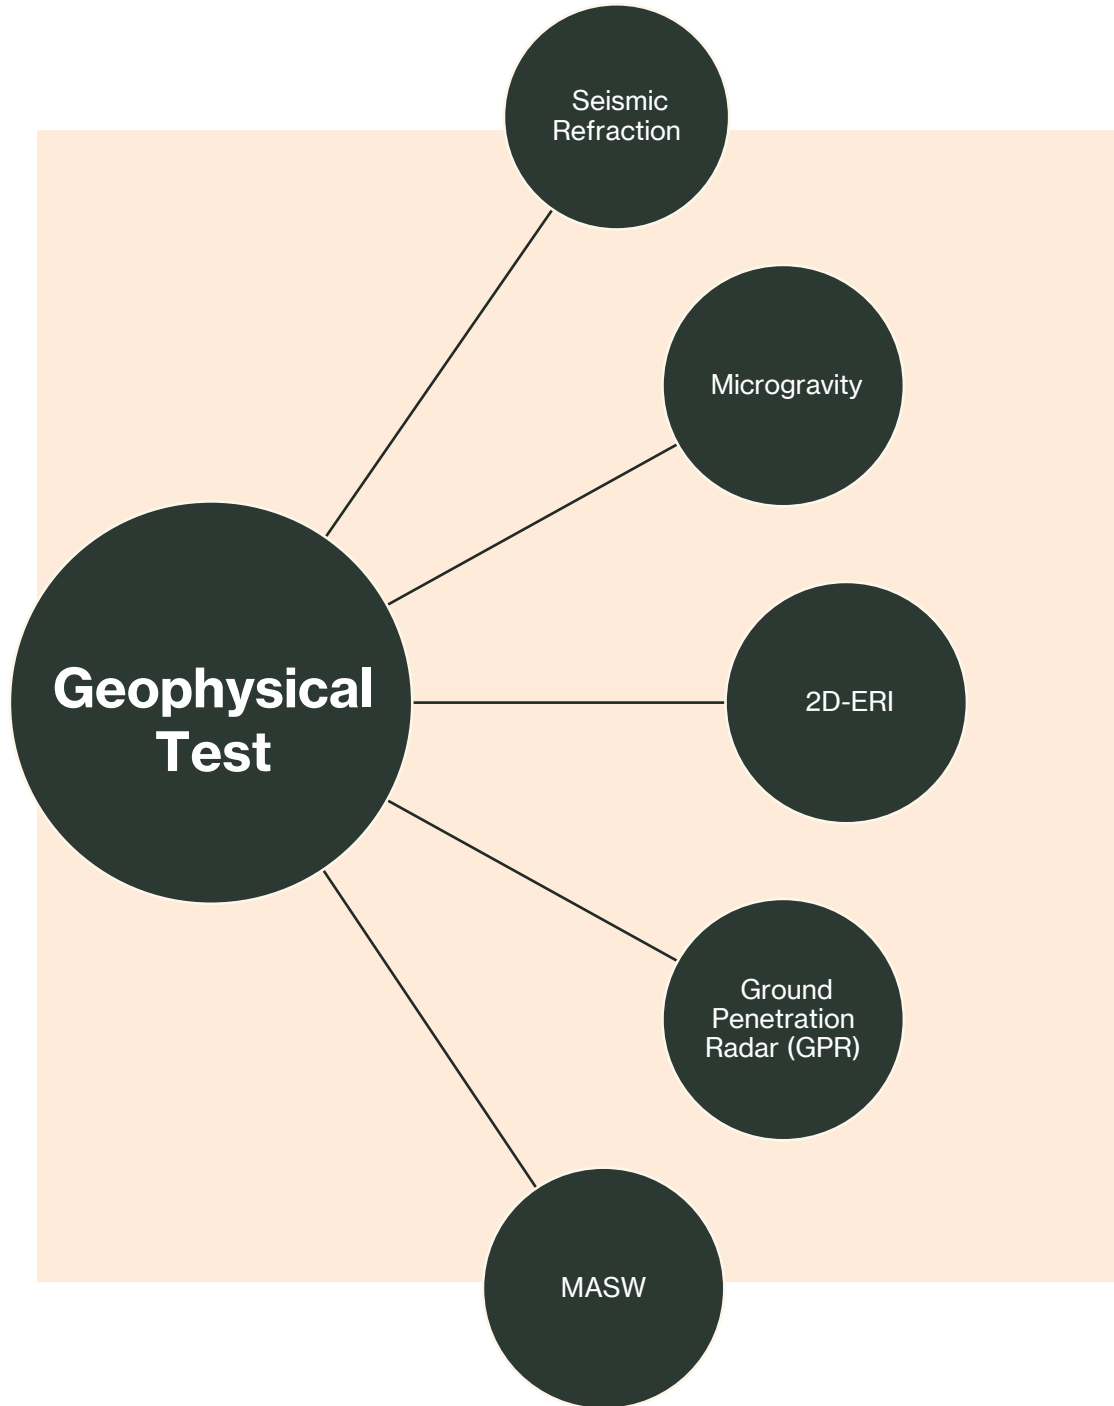 Seismic
Refraction
Microgravity
Geophysical
Test
2D-ERI
Ground
Penetration
Radar (GPR)
MASW